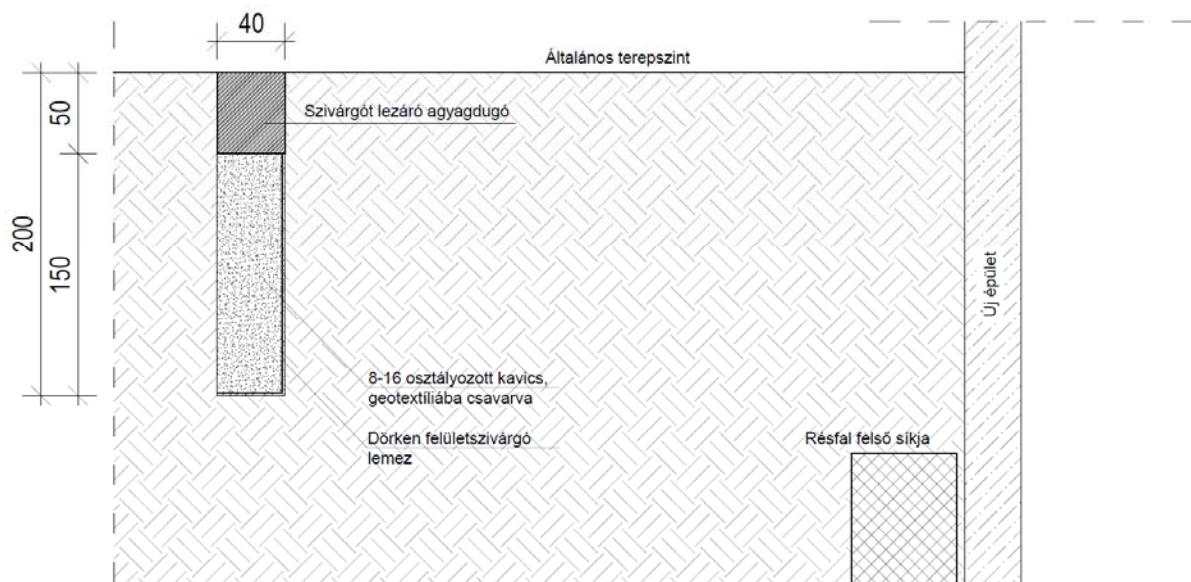 40
Általános terepszint
50
Szivárgót lezáró agyagdugó
200
150
Új épület
8-16 osztályozott kavics,
geotextíliába csavarva
Dörken felületszivárgó
lemez
Résfal felső síkja